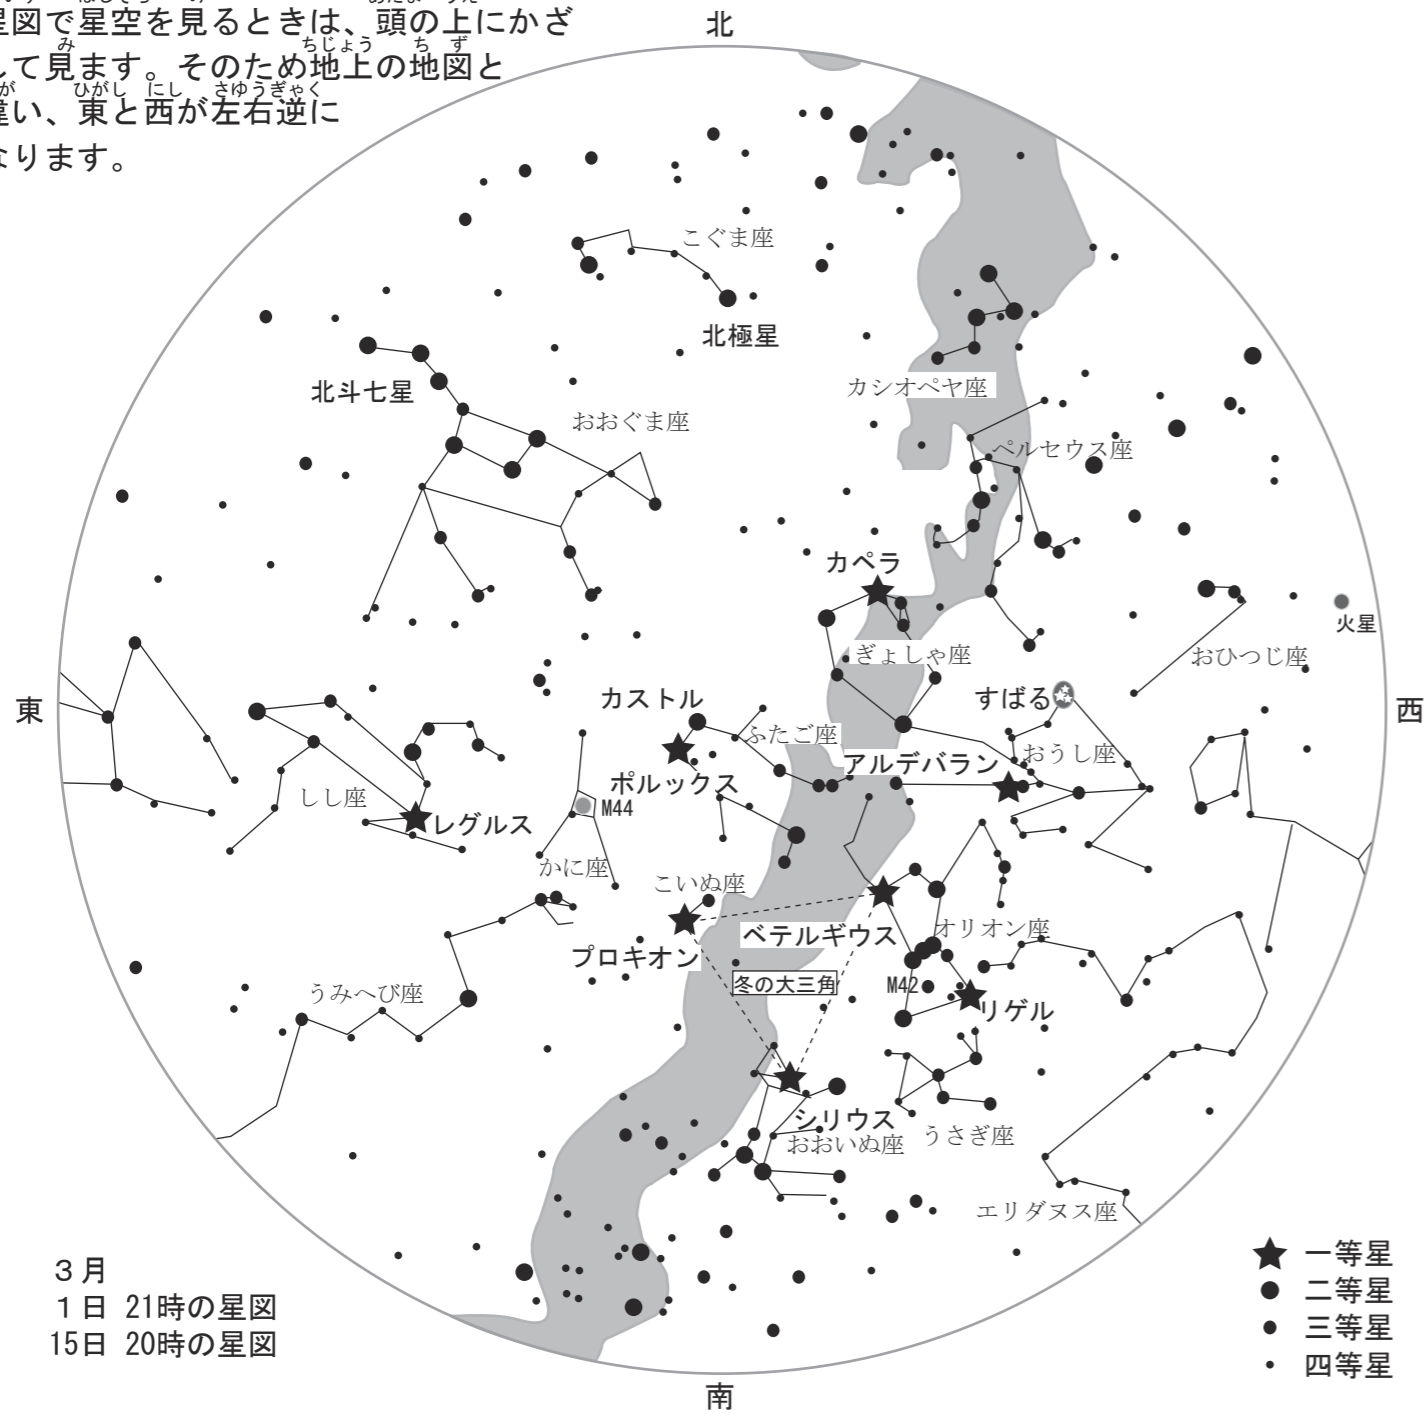 星図で星空を見るときは、頭の上にかざ
して見ます。そのため地上の地図と
違い、東と西が左右逆に
なります。
北
こぐま座
北極星
北斗七星
おおぐま座
カシオペヤ座
ペルセウス座
カペラ
火星
ぎょしゃ座
おひつじ座
カストル
すばる
東
西
ふたご座
おうし座
アルデバラン
ポルックス
しし座
M44
レグルス
かに座
こいぬ座
オリオン座
ベテルギウス
プロキオン
冬の大三角
M42
うみへび座
リゲル
シリウス
おおいぬ座
うさぎ座
エリダヌス座
3月
1日 21時の星図
15日 20時の星図
一等星
二等星
三等星
四等星
南